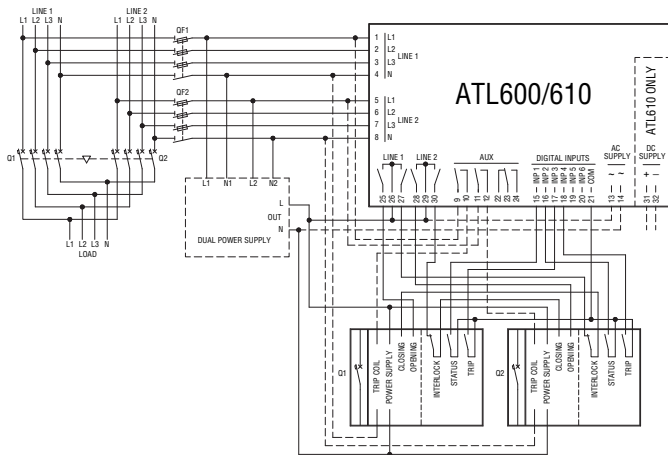 LINE 1 LINE 2
L1 L2 L3 N L1 L2 L3 N
QF1
1 L1
2 L2
3 L3
4 N
LINE 1
QF2
5 L1
6 L2
7 L3
8 N
LINE 2
ATL600/610
ATL610 ONLY
Q1 Q2
L1 L2 L3 N
LOAD
L1 N1 L2 N2
L
OUT
N
DUAL POWER SUPPLY
LINE 1 LINE 2 AUX DIGITAL INPUTS AC SUPPLY DC SUPPLY
INP 1 INP 2 INP 3 INP 4 INP 5 INP 6 COM ~ ~ + –
25 26 27 28 29 30 9 10 11 12 22 23 24 15 16 17 18 19 20 21 13 14 31 32
Q1
TRIP COIL
POWER SUPPLY
CLOSING
OPENING
INTERLOCK
STATUS
TRIP
Q2
TRIP COIL
POWER SUPPLY
CLOSING
OPENING
INTERLOCK
STATUS
TRIP